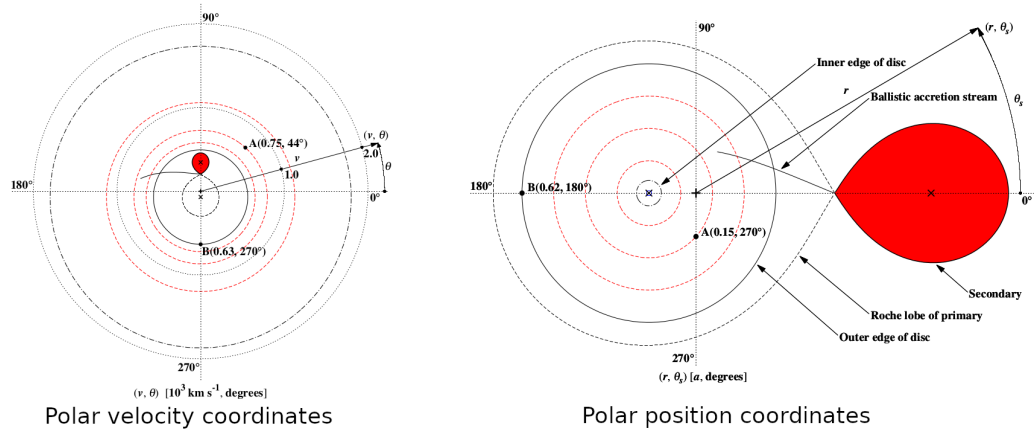 90°
A(0.75, 44°)
(v, θ)
v
2.0
1.0
θ
180°
0°
B(0.63, 270°)
270°
(v, θ) [10³ km s⁻¹, degrees]
Polar velocity coordinates
90°
(r, θₛ)
Inner edge of disc
r
Ballistic accretion stream
θₛ
180°
B(0.62, 180°)
0°
A(0.15, 270°)
Secondary
Roche lobe of primary
Outer edge of disc
270°
(r, θₛ) [a, degrees]
Polar position coordinates